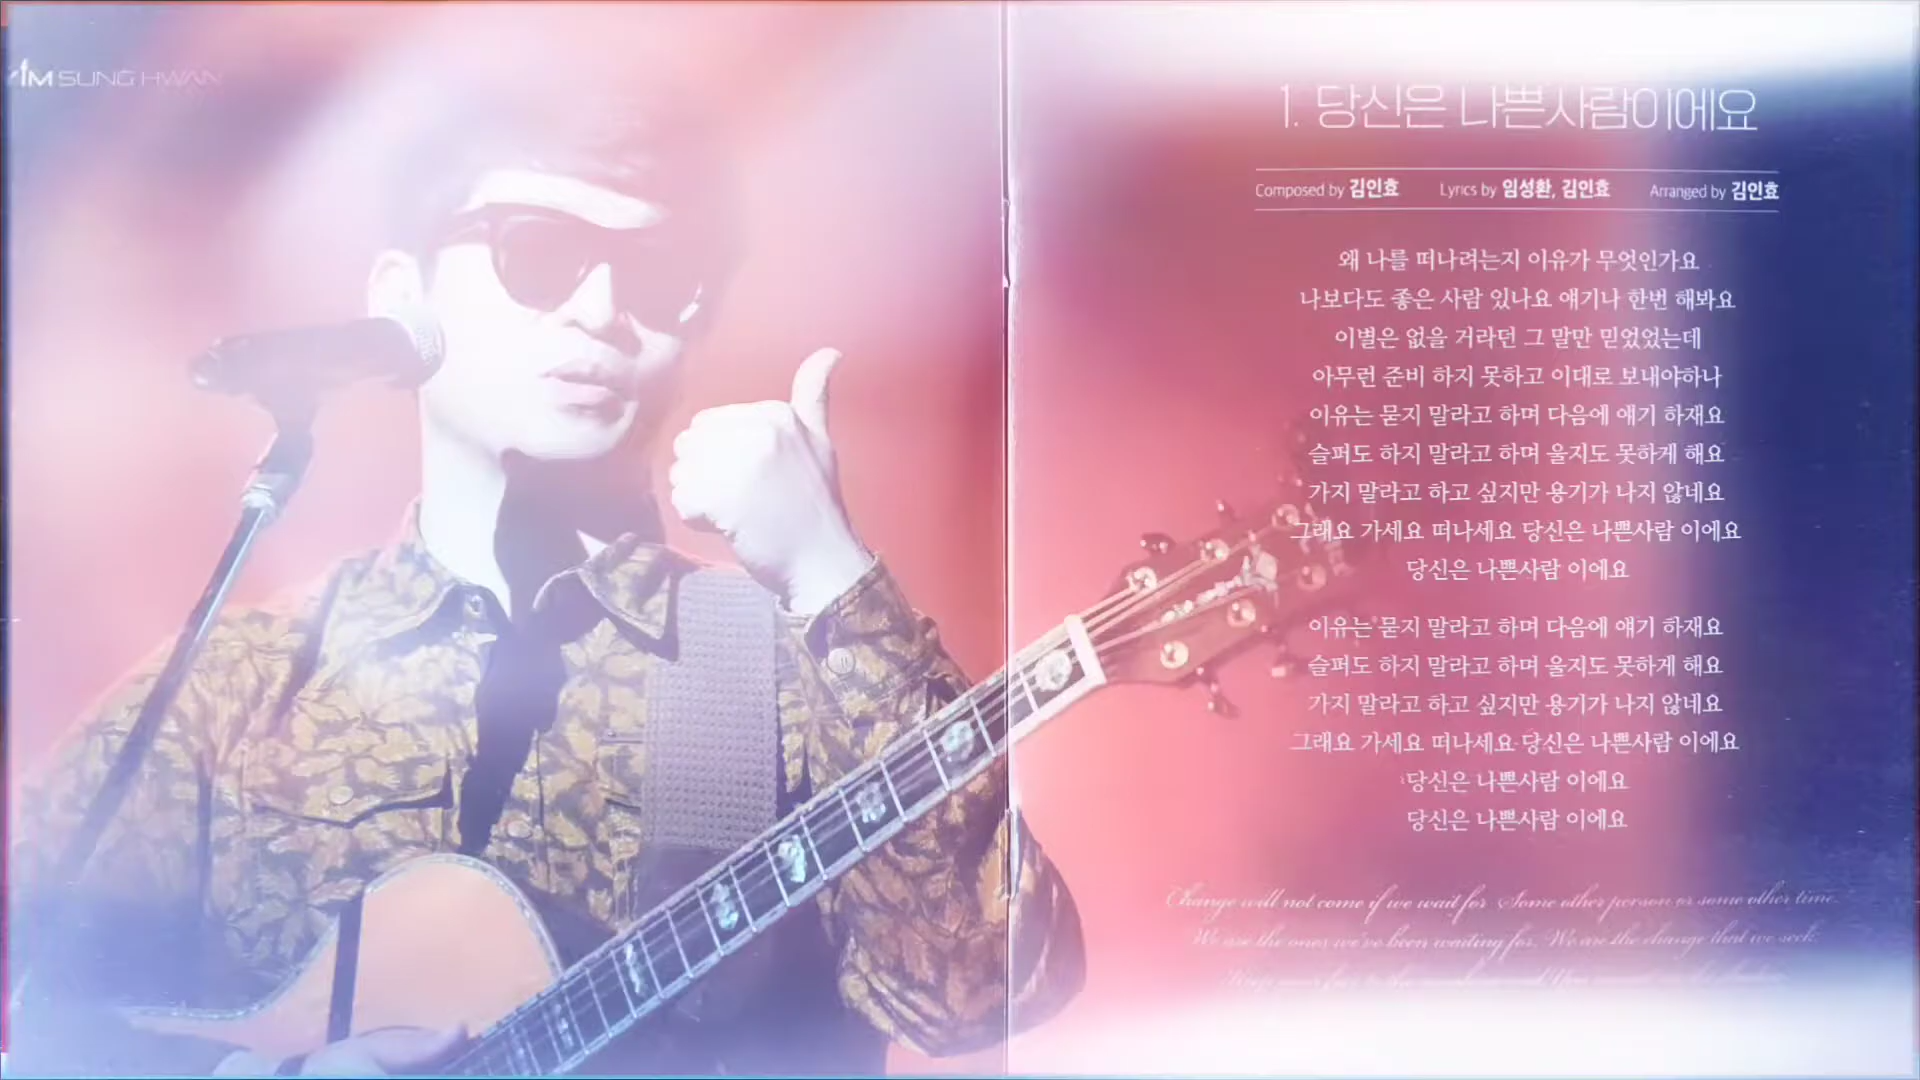 IM SUNG HWAN
1. 당신은 나쁜사람이에요
Composed by 김인효 Lyrics by 임성환, 김인효 Arranged by 김인효
왜 나를 떠나려는지 이유가 무엇인가요
나보다도 좋은 사람 있나요 얘기나 한번 해봐요
이별은 없을 거라던 그 말만 믿었었는데
아무런 준비 하지 못하고 이대로 보내야하나
이유는 묻지 말라고 하며 다음에 얘기 하재요
슬퍼도 하지 말라고 하며 울지도 못하게 해요
가지 말라고 하고 싶지만 용기가 나지 않네요
그래요 가세요 떠나세요 당신은 나쁜사람 이에요
당신은 나쁜사람 이에요
이유는 묻지 말라고 하며 다음에 얘기 하재요
슬퍼도 하지 말라고 하며 울지도 못하게 해요
가지 말라고 하고 싶지만 용기가 나지 않네요
그래요 가세요 떠나세요 당신은 나쁜사람 이에요
당신은 나쁜사람 이에요
당신은 나쁜사람 이에요
Change will not come if we wait for Some other person or some other time.
We are the ones we've been waiting for. We are the change that we seek.